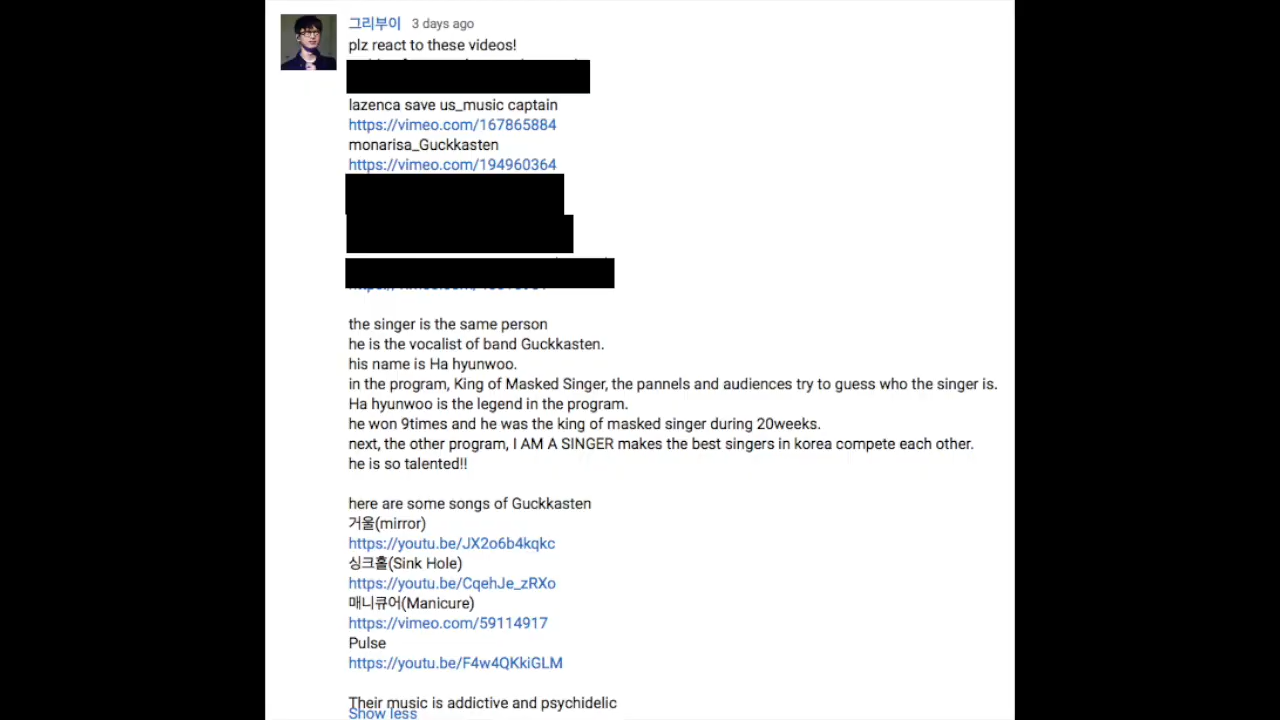 그리부이 3 days ago
plz react to these videos!
lazenca save us_music captain
https://vimeo.com/167865884
monarisa_Guckkasten
https://vimeo.com/194960364
the singer is the same person
he is the vocalist of band Guckkasten.
his name is Ha hyunwoo.
in the program, King of Masked Singer, the pannels and audiences try to guess who the singer is.
Ha hyunwoo is the legend in the program.
he won 9times and he was the king of masked singer during 20weeks.
next, the other program, I AM A SINGER makes the best singers in korea compete each other.
he is so talented!!
here are some songs of Guckkasten
거울(mirror)
https://youtu.be/JX2o6b4kqkc
싱크홀(Sink Hole)
https://youtu.be/CqehJe_zRXo
매니큐어(Manicure)
https://vimeo.com/59114917
Pulse
https://youtu.be/F4w4QKkiGLM
Their music is addictive and psychidelic
Show less